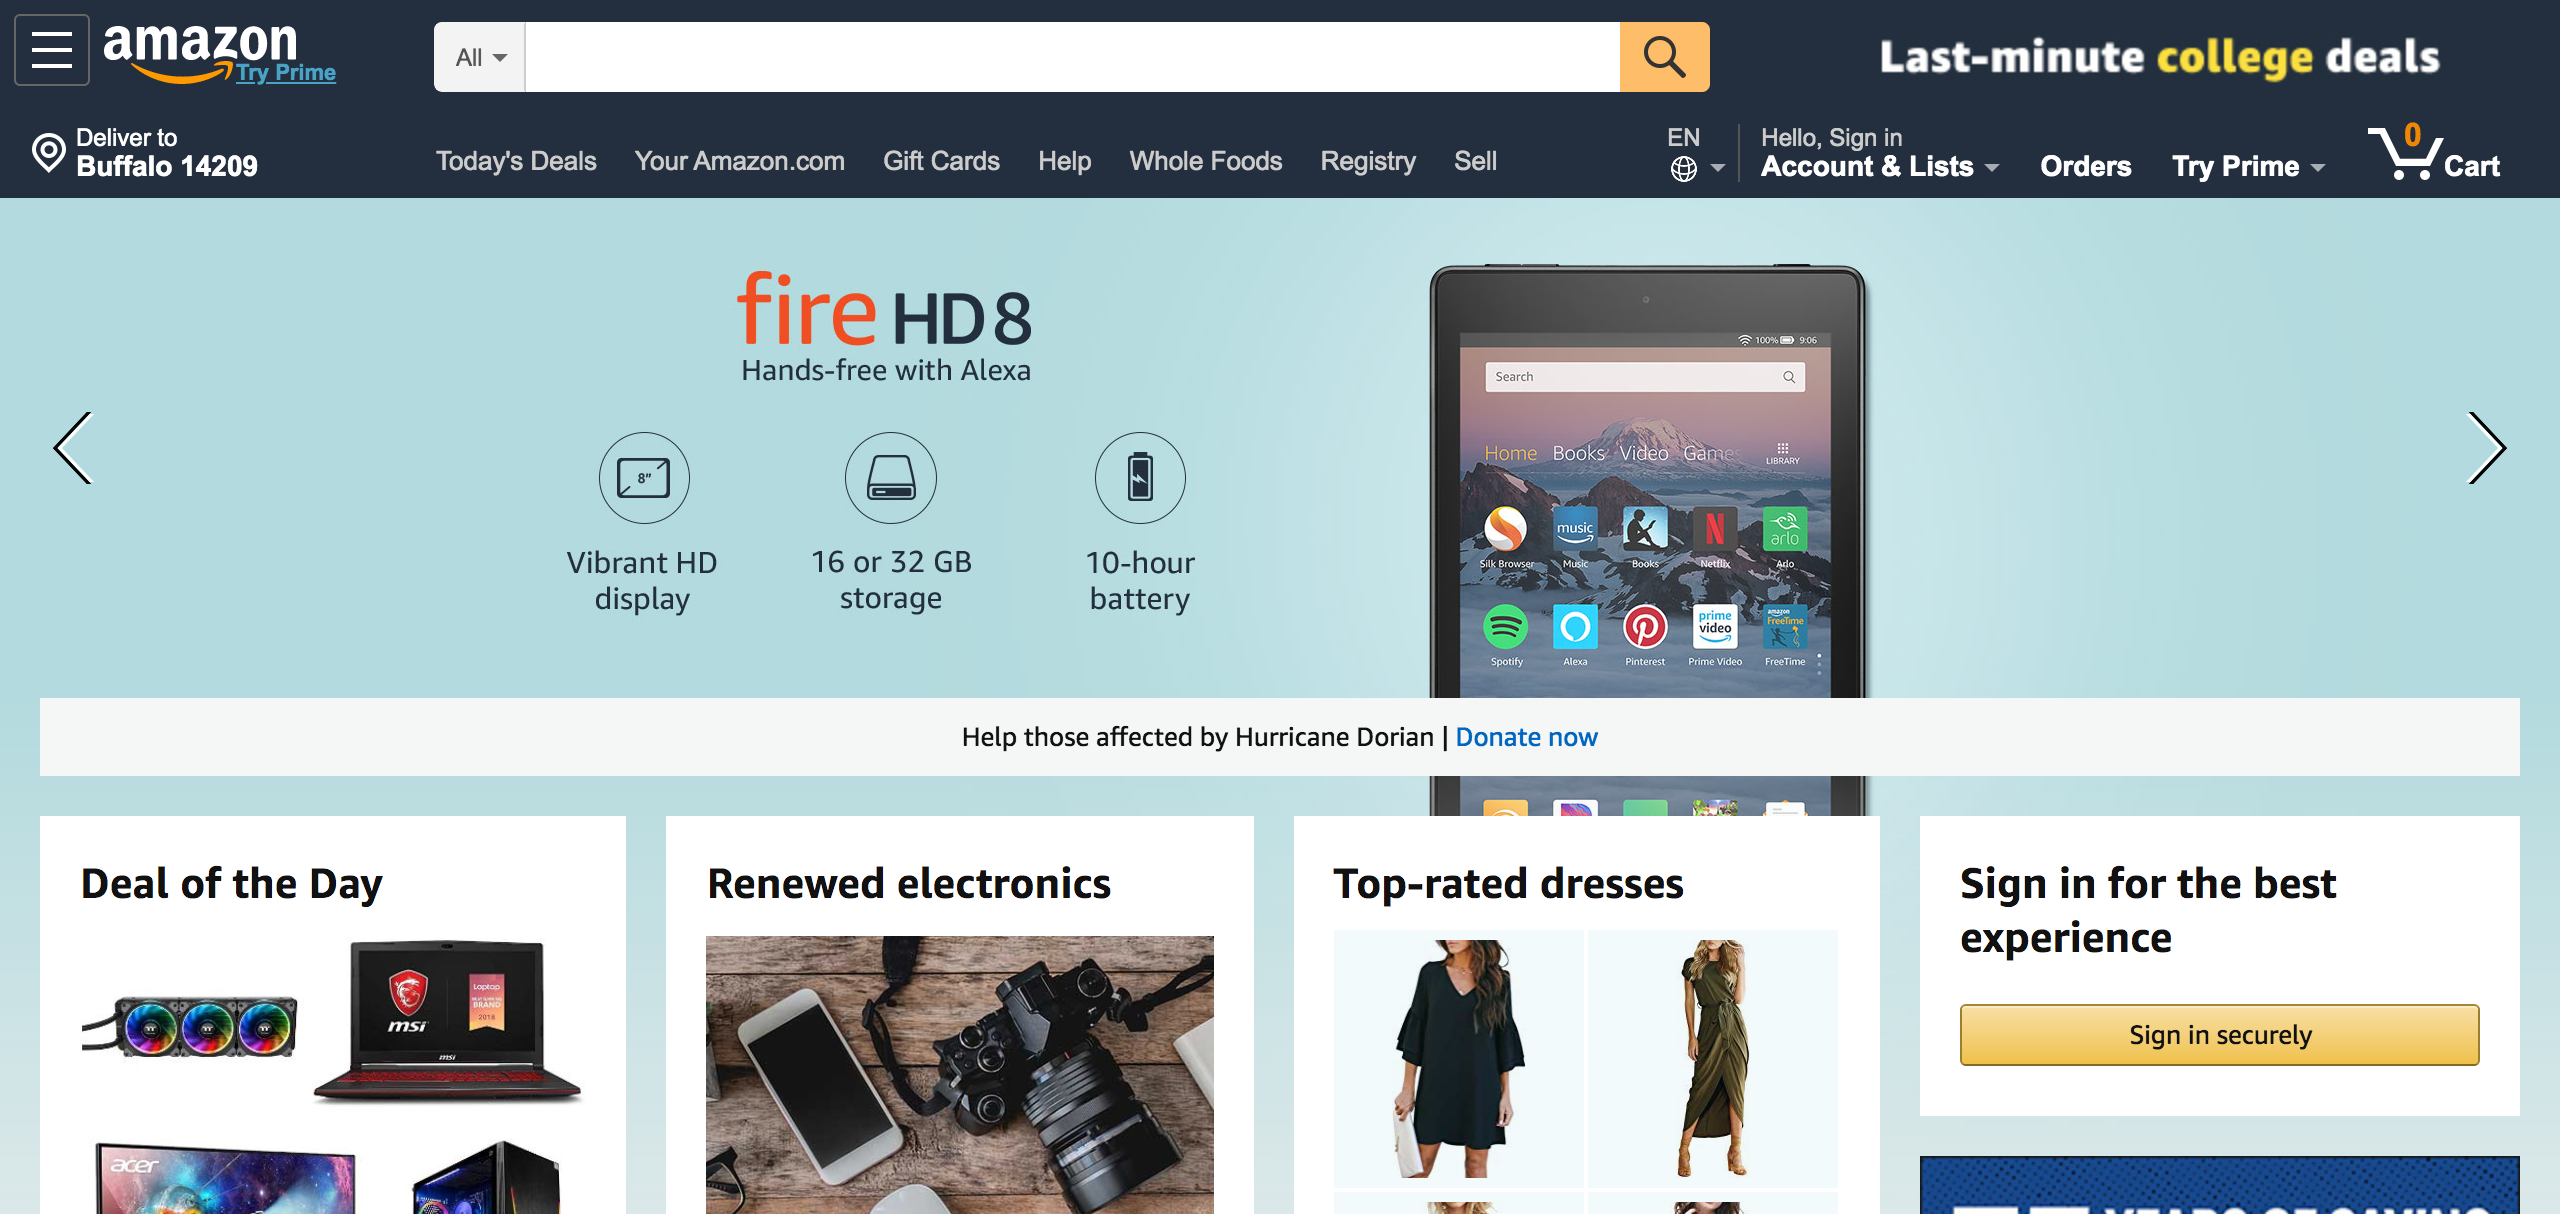 amazon
Try Prime
All
Last-minute college deals
Deliver to
Buffalo 14209
Today's Deals
Your Amazon.com
Gift Cards
Help
Whole Foods
Registry
Sell
EN
Hello, Sign in
Account & Lists
Orders
Try Prime
0
Cart
fire HD 8
Hands-free with Alexa
8"
Vibrant HD
display
16 or 32 GB
storage
10-hour
battery
100% 9:06
Search
Home Books Video Games
LIBRARY
music
arlo
Silk Browser Music Books Netflix Arlo
prime
video
amazon
FreeTime
Spotify Alexa Pinterest Prime Video FreeTime
Help those affected by Hurricane Dorian | Donate now
Deal of the Day
msi
Laptop
BRAND
2018
msi
acer
Renewed electronics
Top-rated dresses
Sign in for the best
experience
Sign in securely